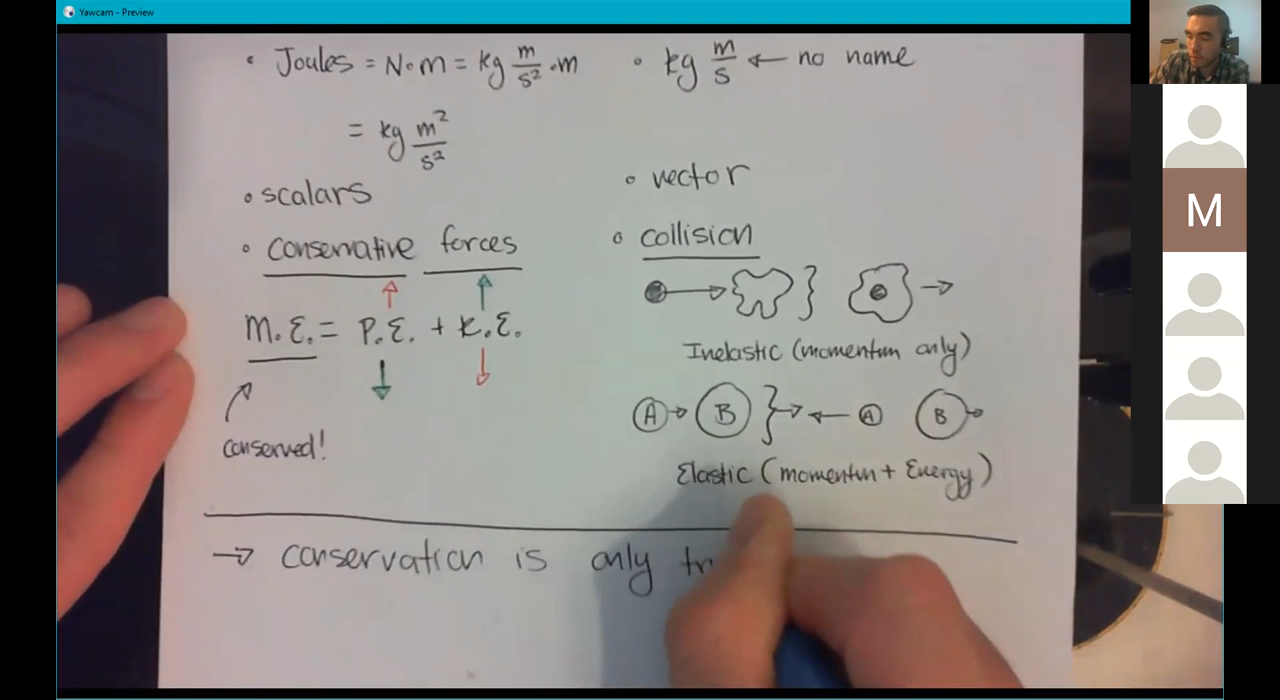 Yawcam - Preview
• Joules = N·m = kg m/s² · m
= kg m²/s²
• scalars
• conservative forces
M.E. = P.E. + K.E.
conserved!
• kg m/s ← no name
• vector
• collision
Inelastic (momentum only)
A → B } → ← A B →
Elastic (momentum + Energy)
→ conservation is only tr
M